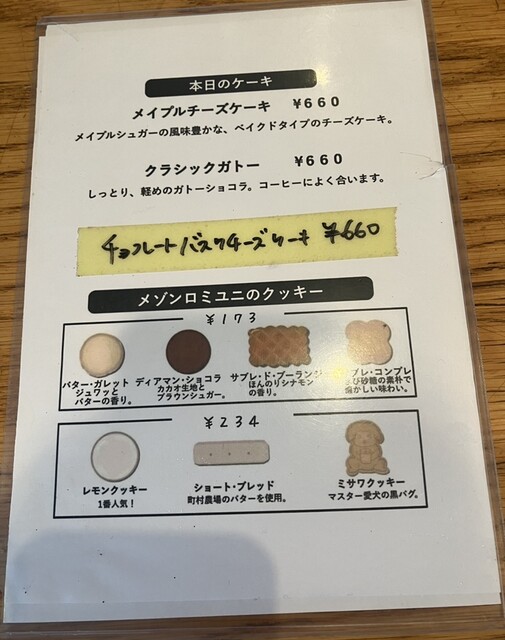 本日のケーキ
メイプルチーズケーキ ¥660
メイプルシュガーの風味豊かな、ベイクドタイプのチーズケーキ。
クラシックガトー ¥660
しっとり、軽めのガトーショコラ。コーヒーによく合います。
チョコレートバスクチーズケーキ ¥660
メゾンロミユニのクッキー
¥173
バター・ガレット
ジュワッと
バターの香り。
ディアマン・ショコラ
カカオ生地と
ブラウンシュガー。
サブレ・ド・ブーランジ
ほんのりシナモン
の香り。
ブレ・コンプレ
び砂糖の素朴で
かしい味わい。
¥234
レモンクッキー
1番人気！
ショート・ブレッド
町村農場のバターを使用。
ミサワクッキー
マスター愛犬の黒パグ。